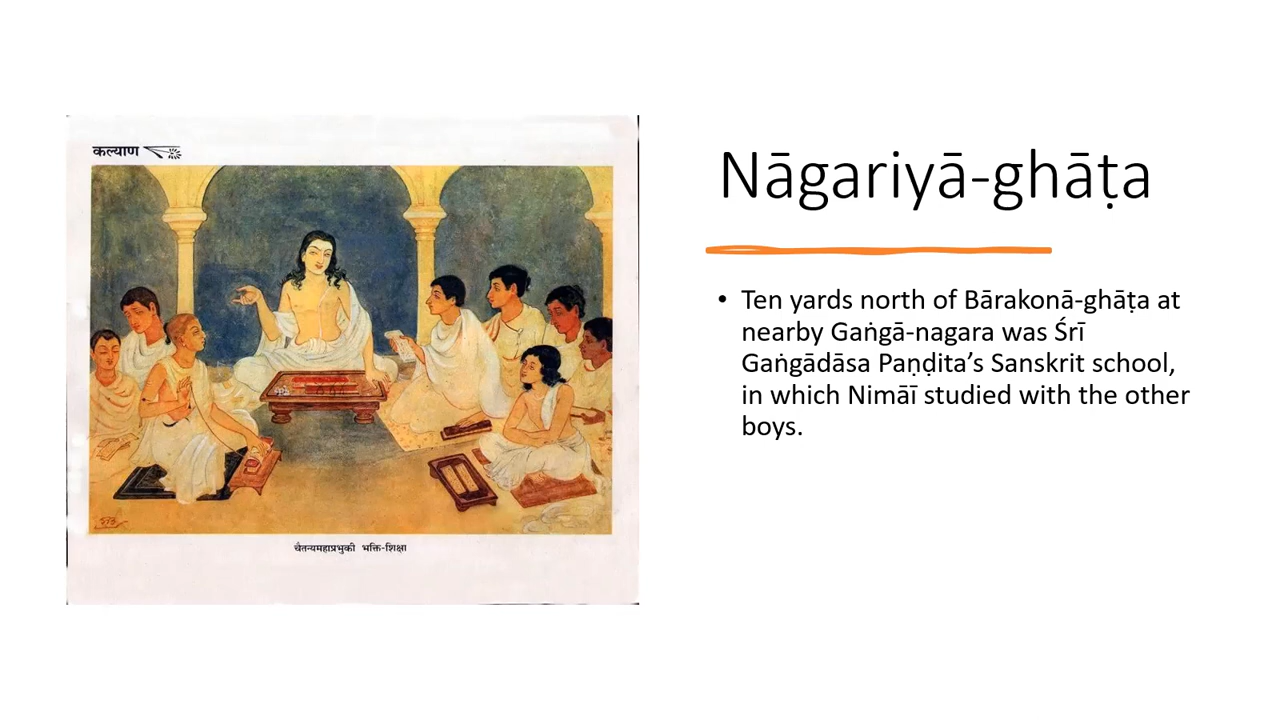 कल्याण
चैतन्यमहाप्रभुकी भक्ति-शिक्षा
Nāgariyā-ghāṭa
• Ten yards north of Bārakonā-ghāṭa at
nearby Gaṅgā-nagara was Śrī
Gaṅgādāsa Paṇḍita’s Sanskrit school,
in which Nimāī studied with the other
boys.